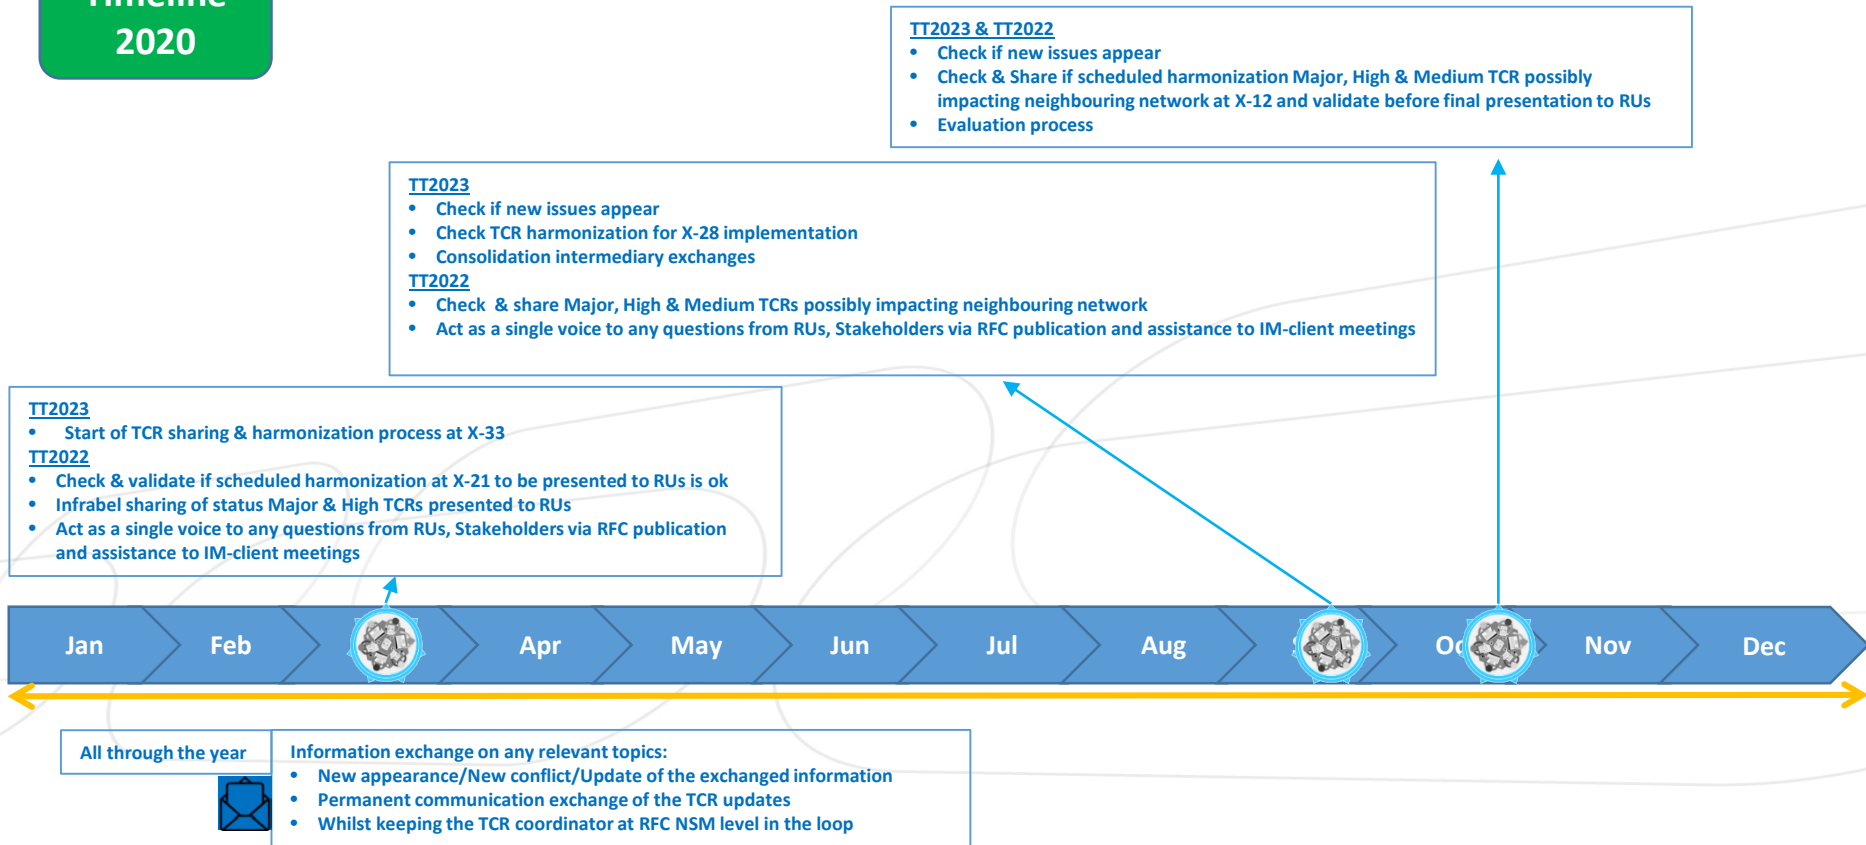 Timeline
2020
TT2023 & TT2022
• Check if new issues appear
• Check & Share if scheduled harmonization Major, High & Medium TCR possibly
impacting neighbouring network at X-12 and validate before final presentation to RUs
• Evaluation process
TT2023
• Check if new issues appear
• Check TCR harmonization for X-28 implementation
• Consolidation intermediary exchanges
TT2022
• Check & share Major, High & Medium TCRs possibly impacting neighbouring network
• Act as a single voice to any questions from RUs, Stakeholders via RFC publication and assistance to IM-client meetings
TT2023
• Start of TCR sharing & harmonization process at X-33
TT2022
• Check & validate if scheduled harmonization at X-21 to be presented to RUs is ok
• Infrabel sharing of status Major & High TCRs presented to RUs
• Act as a single voice to any questions from RUs, Stakeholders via RFC publication
and assistance to IM-client meetings
Jan Feb Apr May Jun Jul Aug Nov Dec
All through the year
Information exchange on any relevant topics:
• New appearance/New conflict/Update of the exchanged information
• Permanent communication exchange of the TCR updates
• Whilst keeping the TCR coordinator at RFC NSM level in the loop